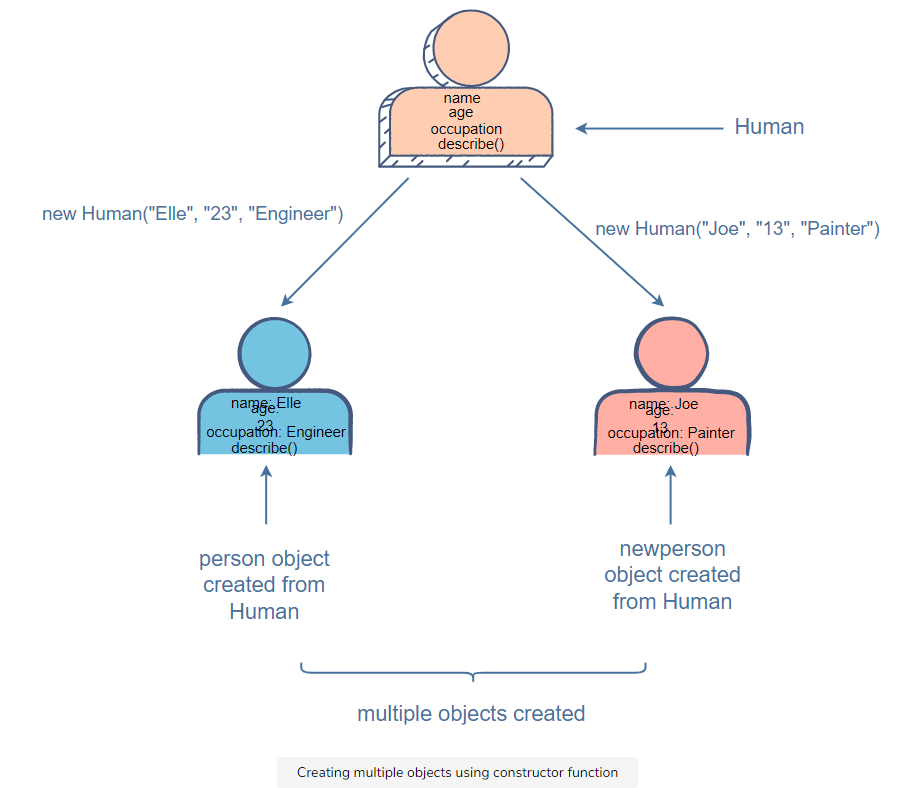 name
age
occupation
describe()
Human
new Human("Elle", "23", "Engineer")
new Human("Joe", "13", "Painter")
name: Elle
age:
23
occupation: Engineer
describe()
name: Joe
age:
13
occupation: Painter
describe()
person object
created from
Human
newperson
object created
from Human
multiple objects created
Creating multiple objects using constructor function